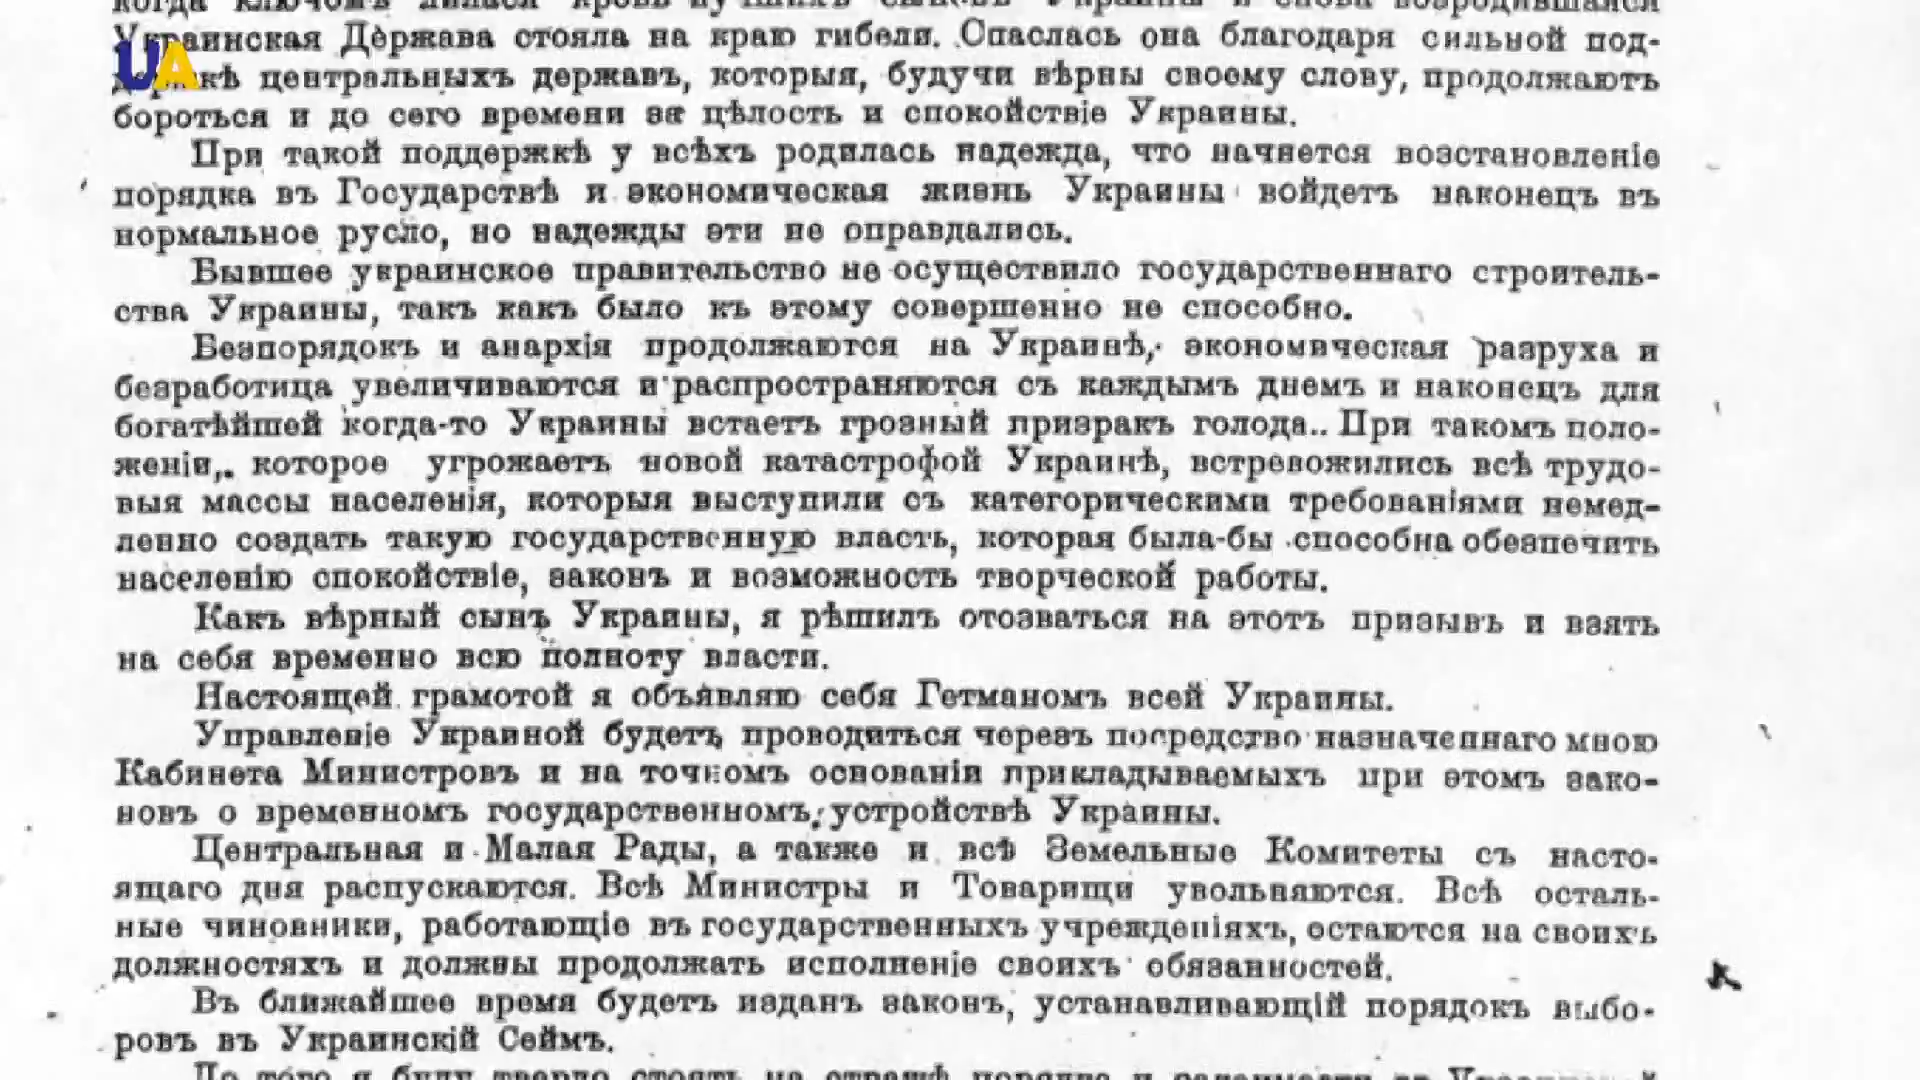 Украинская Держава стояла на краю гибели. Спаслась она благодаря сильной под-
UA
центральныхъ державъ, которыя, будучи вѣрны своему слову, продолжаютъ
бороться и до сего времени за цѣлость и спокойствіе Украины.
При такой поддержкѣ у всѣхъ родилась надежда, что начнется возстановленіе
порядка въ Государствѣ и экономическая жизнь Украины войдетъ наконецъ въ
нормальное русло, но надежды эти не оправдались.
Бывшее украинское правительство не осуществило государственнаго строитель-
ства Украины, такъ какъ было къ этому совершенно не способно.
Безпорядокъ и анархія продолжаются на Украинѣ, экономическая разруха и
безработица увеличиваются и распространяются съ каждымъ днемъ и наконецъ для
богатѣйшей когда-то Украины встаетъ грозный призракъ голода.. При такомъ поло-
женіи,. которое угрожаетъ новой катастрофой Украинѣ, встревожились всѣ трудо-
выя массы населенія, которыя выступили съ категорическими требованіями немед-
ленно создать такую государственную власть, которая была-бы способна обезпечить
населенію спокойствіе, законъ и возможность творческой работы.
Какъ вѣрный сынъ Украины, я рѣшилъ отозваться на этотъ призывъ и взять
на себя временно всю полноту власти.
Настоящей грамотой я объявляю себя Гетманомъ всей Украины.
Управленіе Украиной будетъ проводиться черезъ посредство назначеннаго мною
Кабинета Министровъ и на точномъ основаніи прикладываемыхъ при этомъ зако-
новъ о временномъ государственномъ устройствѣ Украины.
Центральная и Малая Рады, а также и всѣ Земельные Комитеты съ насто-
ящаго дня распускаются. Всѣ Министры и Товарищи увольняются. Всѣ осталь-
ные чиновники, работающіе въ государственныхъ учрежденіяхъ, остаются на своихъ
должностяхъ и должны продолжать исполненіе своихъ обязанностей.
Въ ближайшее время будетъ изданъ законъ, устанавливающій порядокъ выбо-
ровъ въ Украинскій Сеймъ.